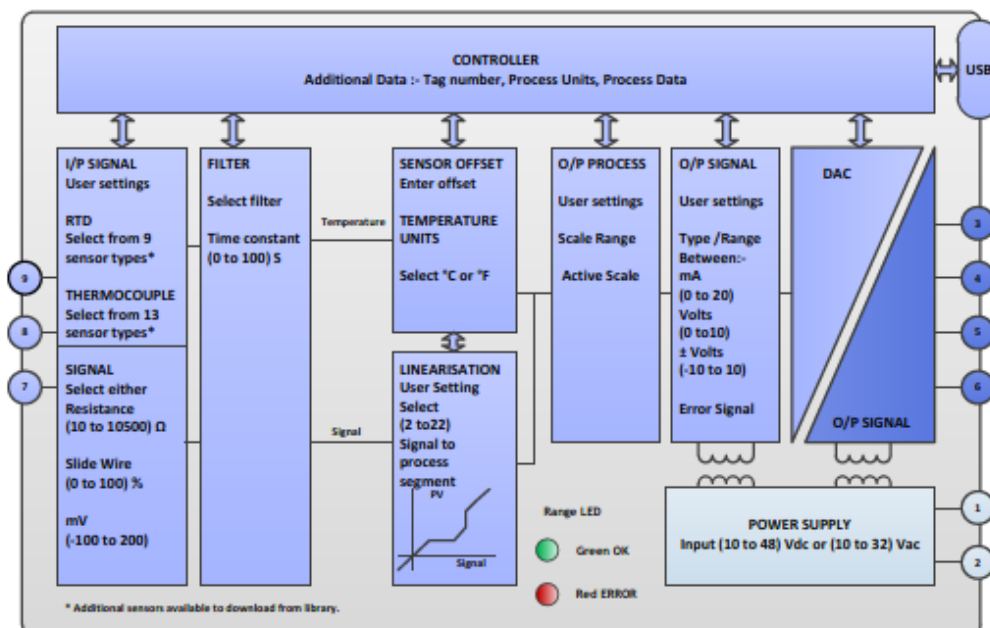 CONTROLLER
Additional Data :- Tag number, Process Units, Process Data
USB
I/P SIGNAL
User settings
RTD
Select from 9
sensor types*
THERMOCOUPLE
Select from 13
sensor types*
SIGNAL
Select either
Resistance
(10 to 10500) Ω
Slide Wire
(0 to 100) %
mV
(-100 to 200)
FILTER
Select filter
Time constant
(0 to 100) S
Temperature
Signal
SENSOR OFFSET
Enter offset
TEMPERATURE
UNITS
Select °C or °F
LINEARISATION
User Setting
Select
(2 to22)
Signal to
process
segment
PV
Signal
O/P PROCESS
User settings
Scale Range
Active Scale
O/P SIGNAL
User settings
Type /Range
Between:-
mA
(0 to 20)
Volts
(0 to10)
± Volts
(-10 to 10)
Error Signal
DAC
O/P SIGNAL
9
8
7
3
4
5
6
1
2
Range LED
Green OK
Red ERROR
POWER SUPPLY
Input (10 to 48) Vdc or (10 to 32) Vac
* Additional sensors available to download from library.